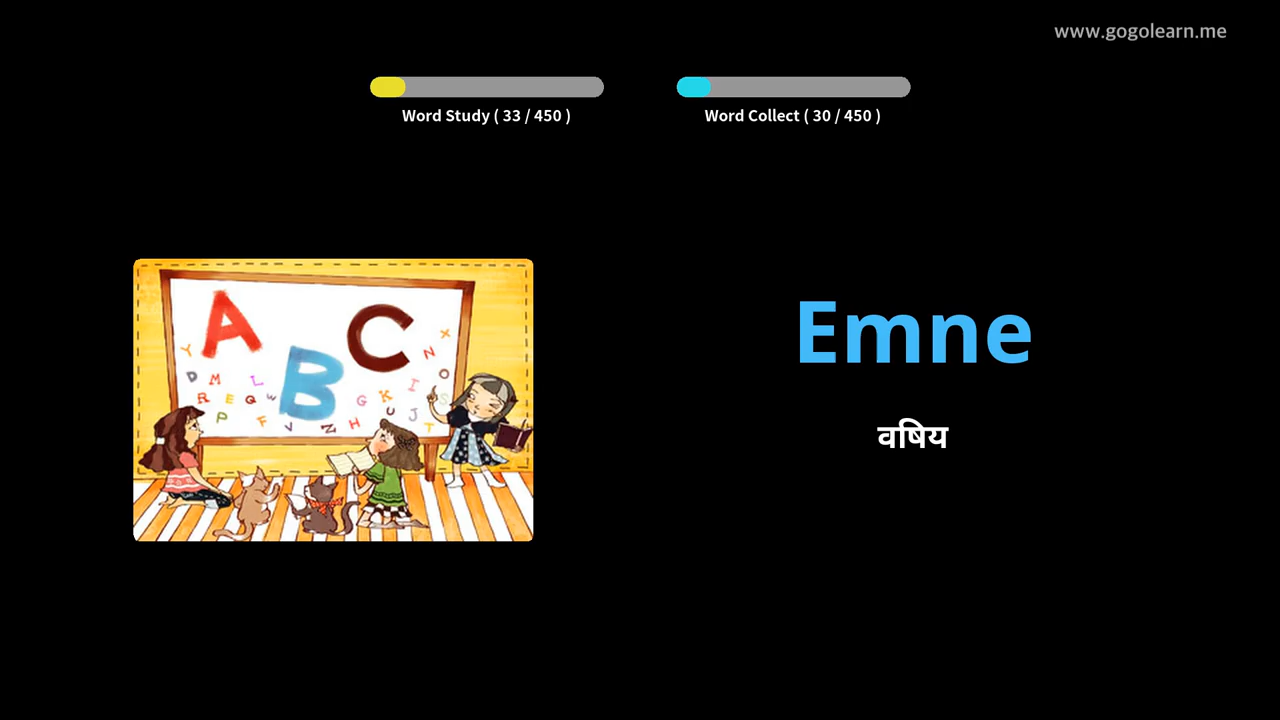 www.gogolearn.me
Word Study ( 33 / 450 )
Word Collect ( 30 / 450 )
A B C
Y X N
D M L I O
R E Q W G K S
P F V Z H U J T
Emne
वषिय